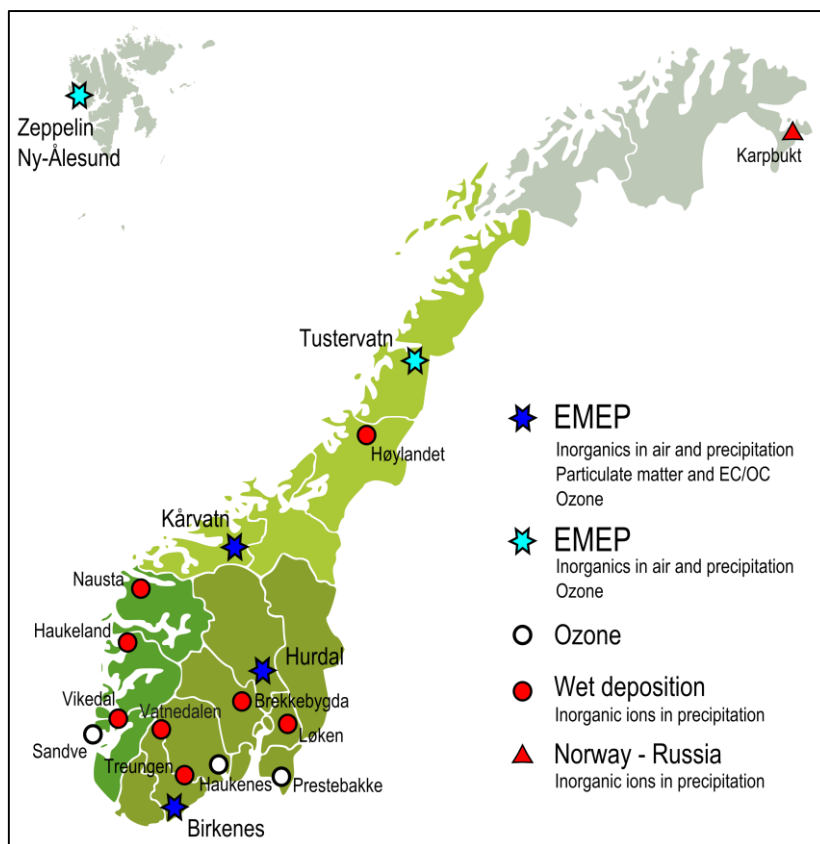 Zeppelin
Ny-Ålesund
Karpbukt
Tustervatn
Høylandet
Kårvatn
Nausta
Haukeland
Hurdal
Vikedal
Vatnedalen
Brekkebygda
Sandve
Løken
Treungen
Haukenes
Prestebakke
Birkenes
EMEP
Inorganics in air and precipitation
Particulate matter and EC/OC
Ozone
EMEP
Inorganics in air and precipitation
Ozone
Ozone
Wet deposition
Inorganic ions in precipitation
Norway - Russia
Inorganic ions in precipitation